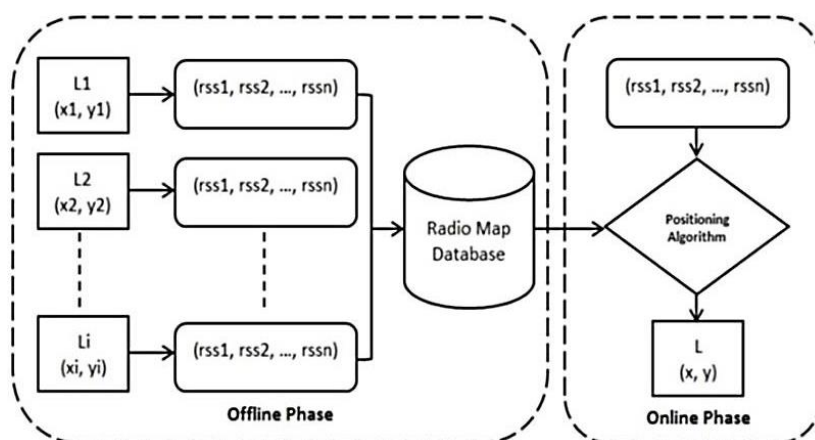 L1
(x1, y1)
(rss1, rss2, ..., rssn)
L2
(x2, y2)
(rss1, rss2, ..., rssn)
Li
(xi, yi)
(rss1, rss2, ..., rssn)
Radio Map
Database
Offline Phase
(rss1, rss2, ..., rssn)
Positioning
Algorithm
L
(x, y)
Online Phase